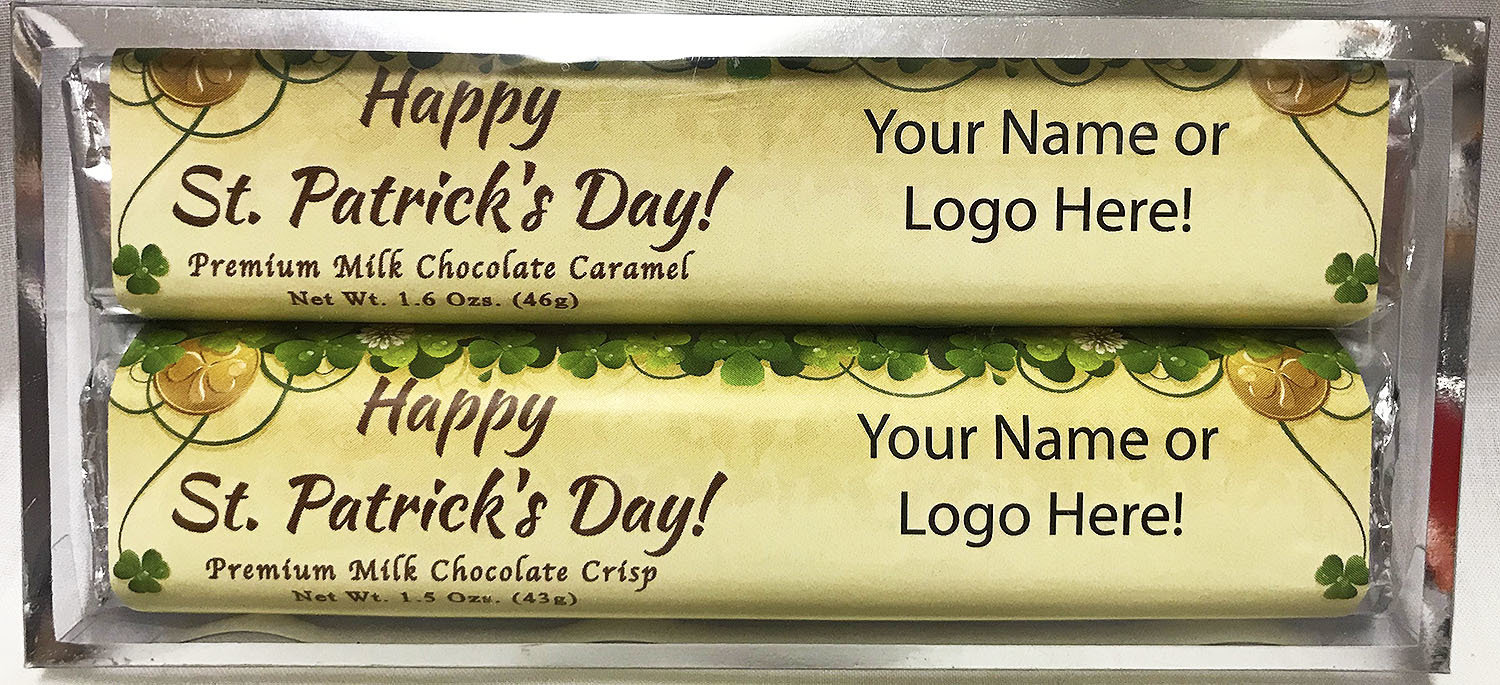 Happy
St. Patrick's Day!
Premium Milk Chocolate Caramel
Net Wt. 1.6 Ozs. (46g)
Your Name or
Logo Here!
Happy
St. Patrick's Day!
Premium Milk Chocolate Crisp
Net Wt. 1.5 Ozs. (43g)
Your Name or
Logo Here!